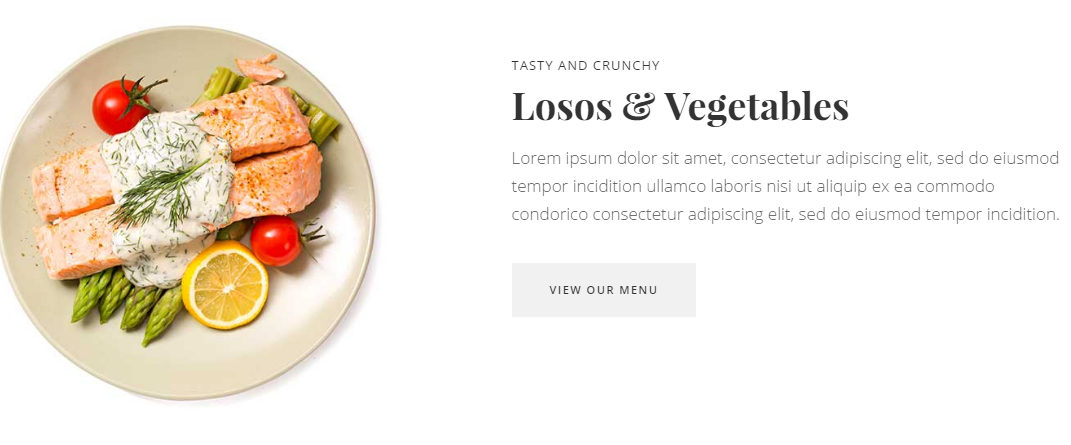 TASTY AND CRUNCHY
Losos & Vegetables
Lorem ipsum dolor sit amet, consectetur adipiscing elit, sed do eiusmod
tempor incidition ullamco laboris nisi ut aliquip ex ea commodo
condorico consectetur adipiscing elit, sed do eiusmod tempor incidition.
VIEW OUR MENU